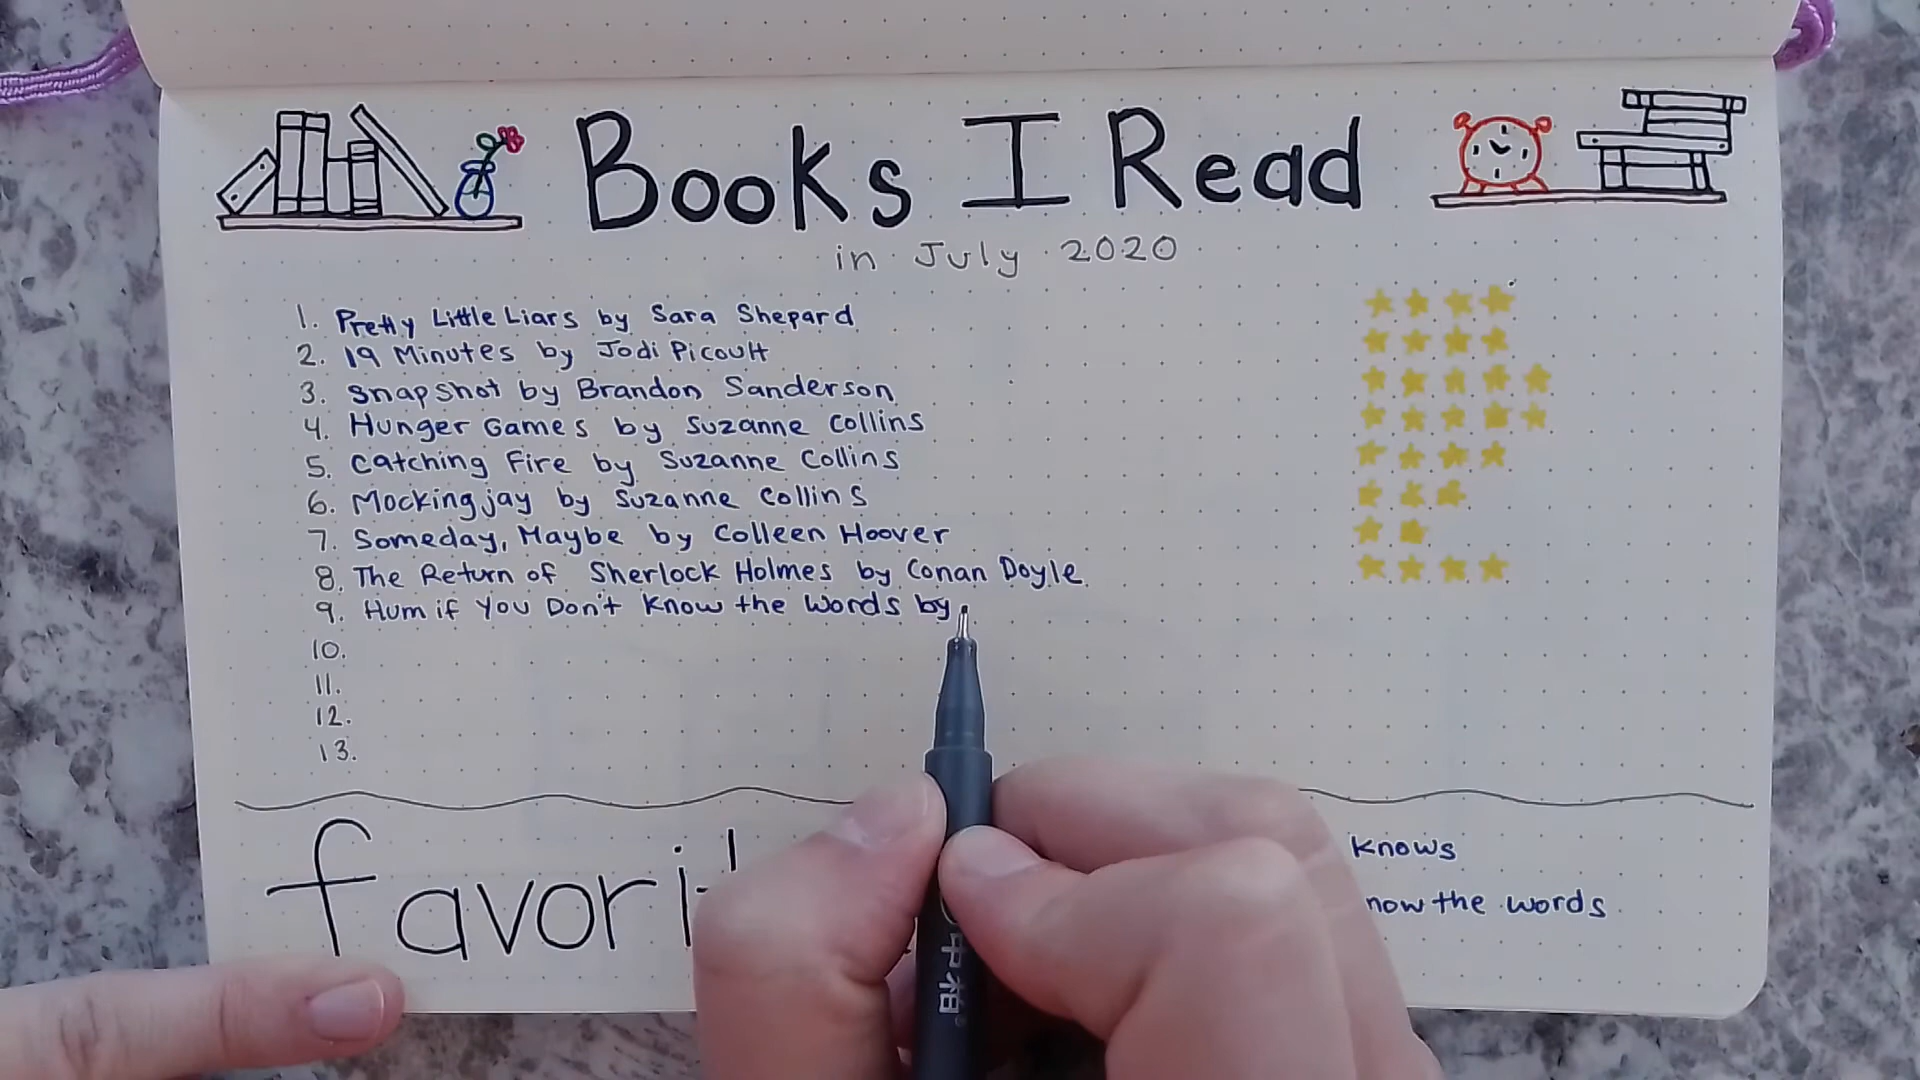 Books I Read
in July 2020
1. Pretty Little Liars by Sara Shepard
2. 19 Minutes by Jodi Picoult
3. Snapshot by Brandon Sanderson
4. Hunger Games by Suzanne Collins
5. Catching Fire by Suzanne Collins
6. Mockingjay by Suzanne Collins
7. Someday, Maybe by Colleen Hoover
8. The Return of Sherlock Holmes by Conan Doyle
9. Hum if You Don't Know the Words by
10.
11.
12.
13.
knows
now the words